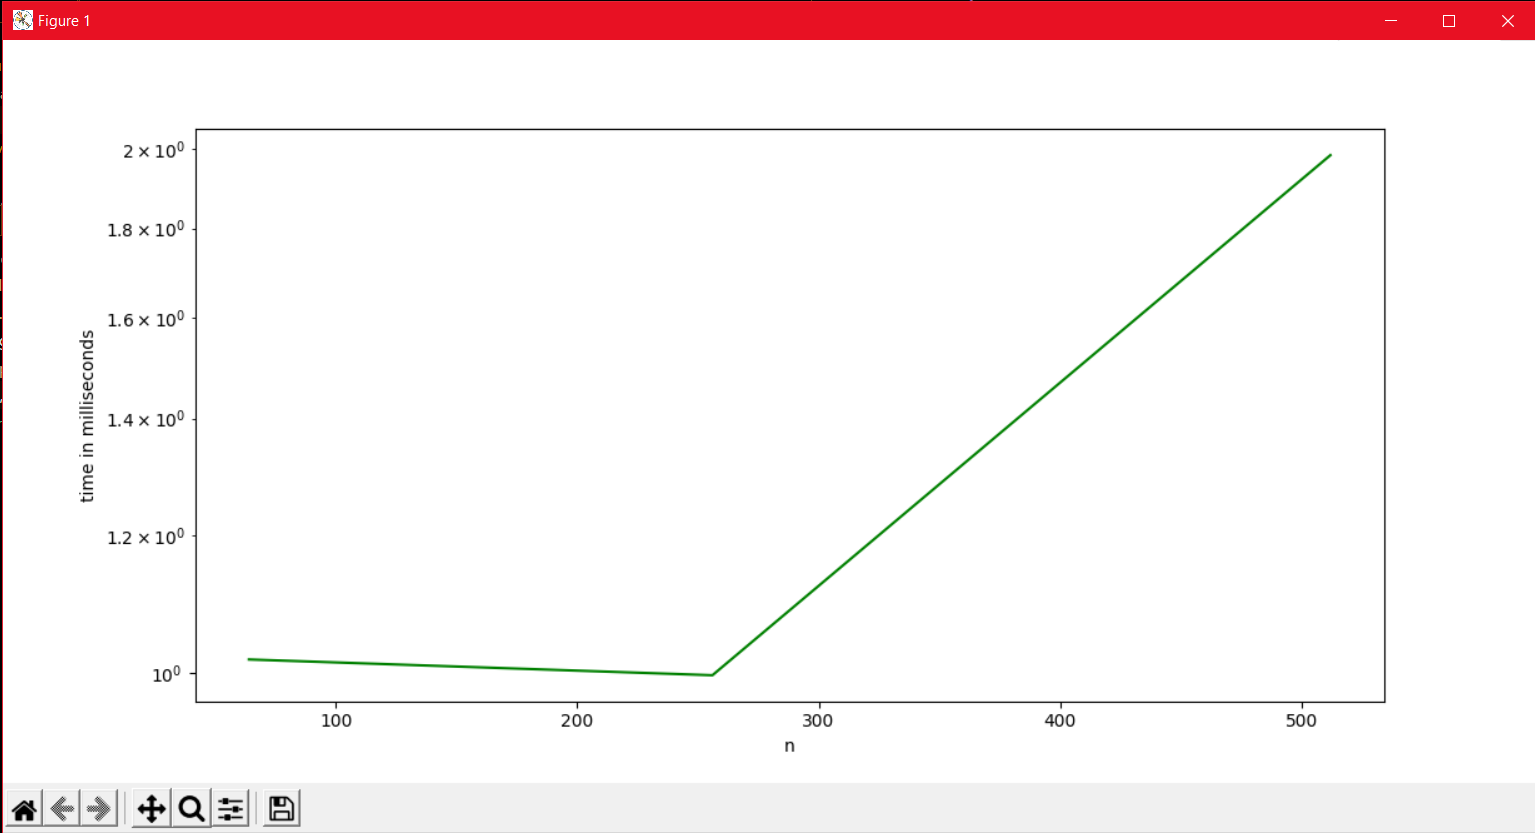 Figure 1
2 × 10⁰
1.8 × 10⁰
1.6 × 10⁰
1.4 × 10⁰
1.2 × 10⁰
10⁰
time in milliseconds
100 200 300 400 500
n